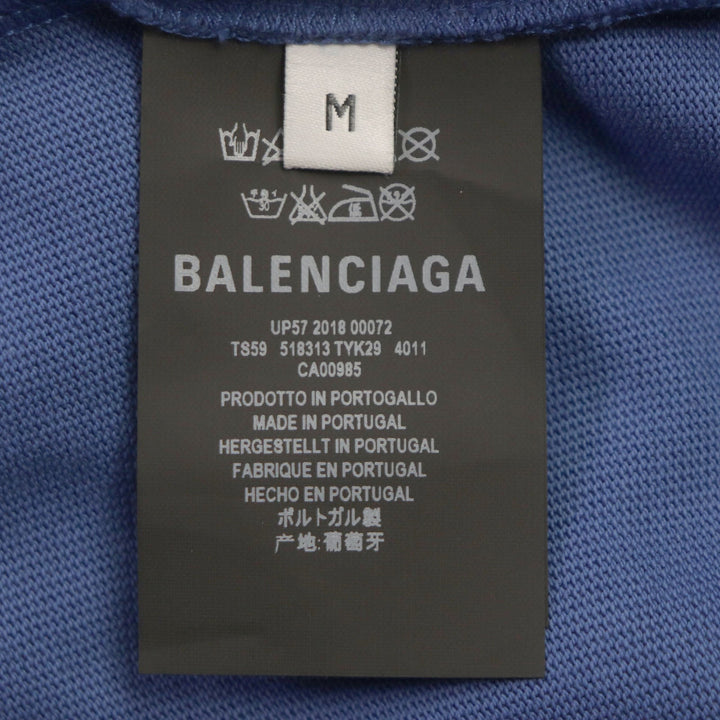 M
BALENCIAGA
UP57 2018 00072
TS59 518313 TYK29 4011
CA00985
PRODOTTO IN PORTOGALLO
MADE IN PORTUGAL
HERGESTELLT IN PORTUGAL
FABRIQUE EN PORTUGAL
HECHO EN PORTUGAL
ポルトガル製
产地:葡萄牙